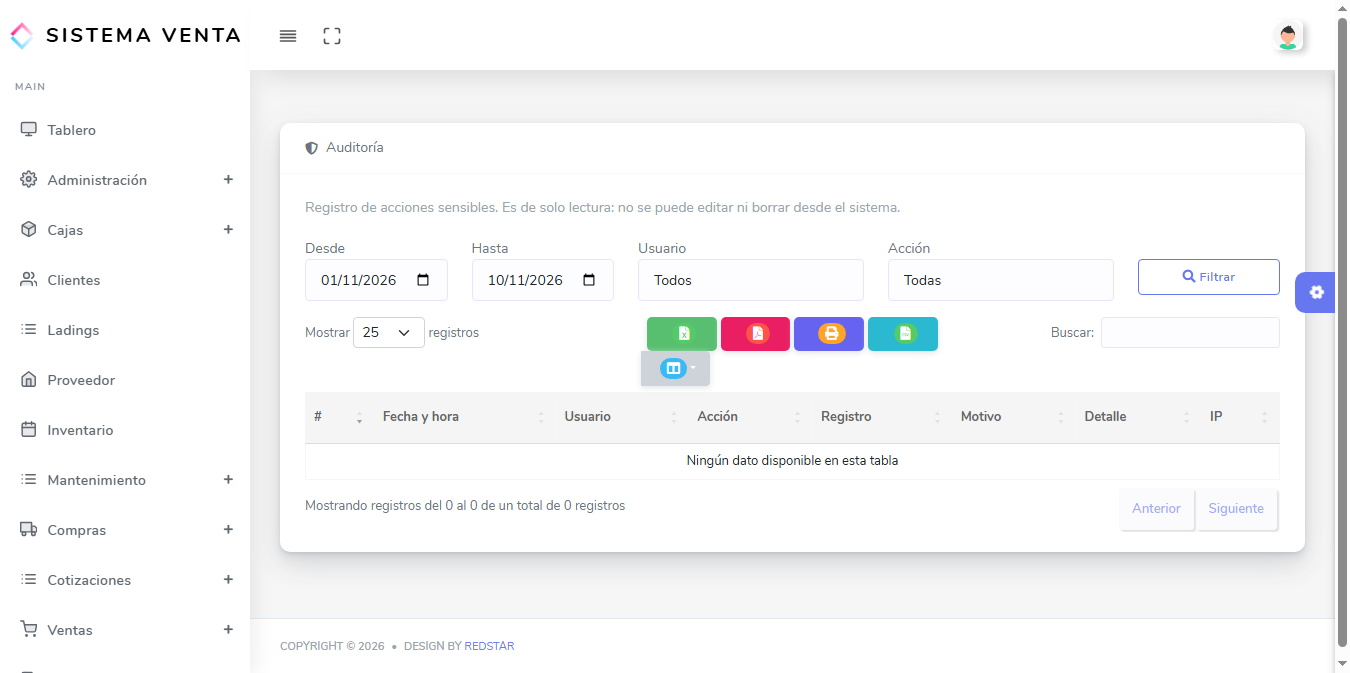 SISTEMA VENTA
MAIN
Tablero
Administración +
Cajas +
Clientes
Ladings
Proveedor
Inventario
Mantenimiento +
Compras +
Cotizaciones +
Ventas +
Auditoría
Registro de acciones sensibles. Es de solo lectura: no se puede editar ni borrar desde el sistema.
Desde Hasta Usuario Acción
01/11/2026 10/11/2026 Todos Todas Filtrar
Mostrar 25 registros Buscar:
# Fecha y hora Usuario Acción Registro Motivo Detalle IP
Ningún dato disponible en esta tabla
Mostrando registros del 0 al 0 de un total de 0 registros
Anterior Siguiente
COPYRIGHT © 2026 • DESIGN BY REDSTAR